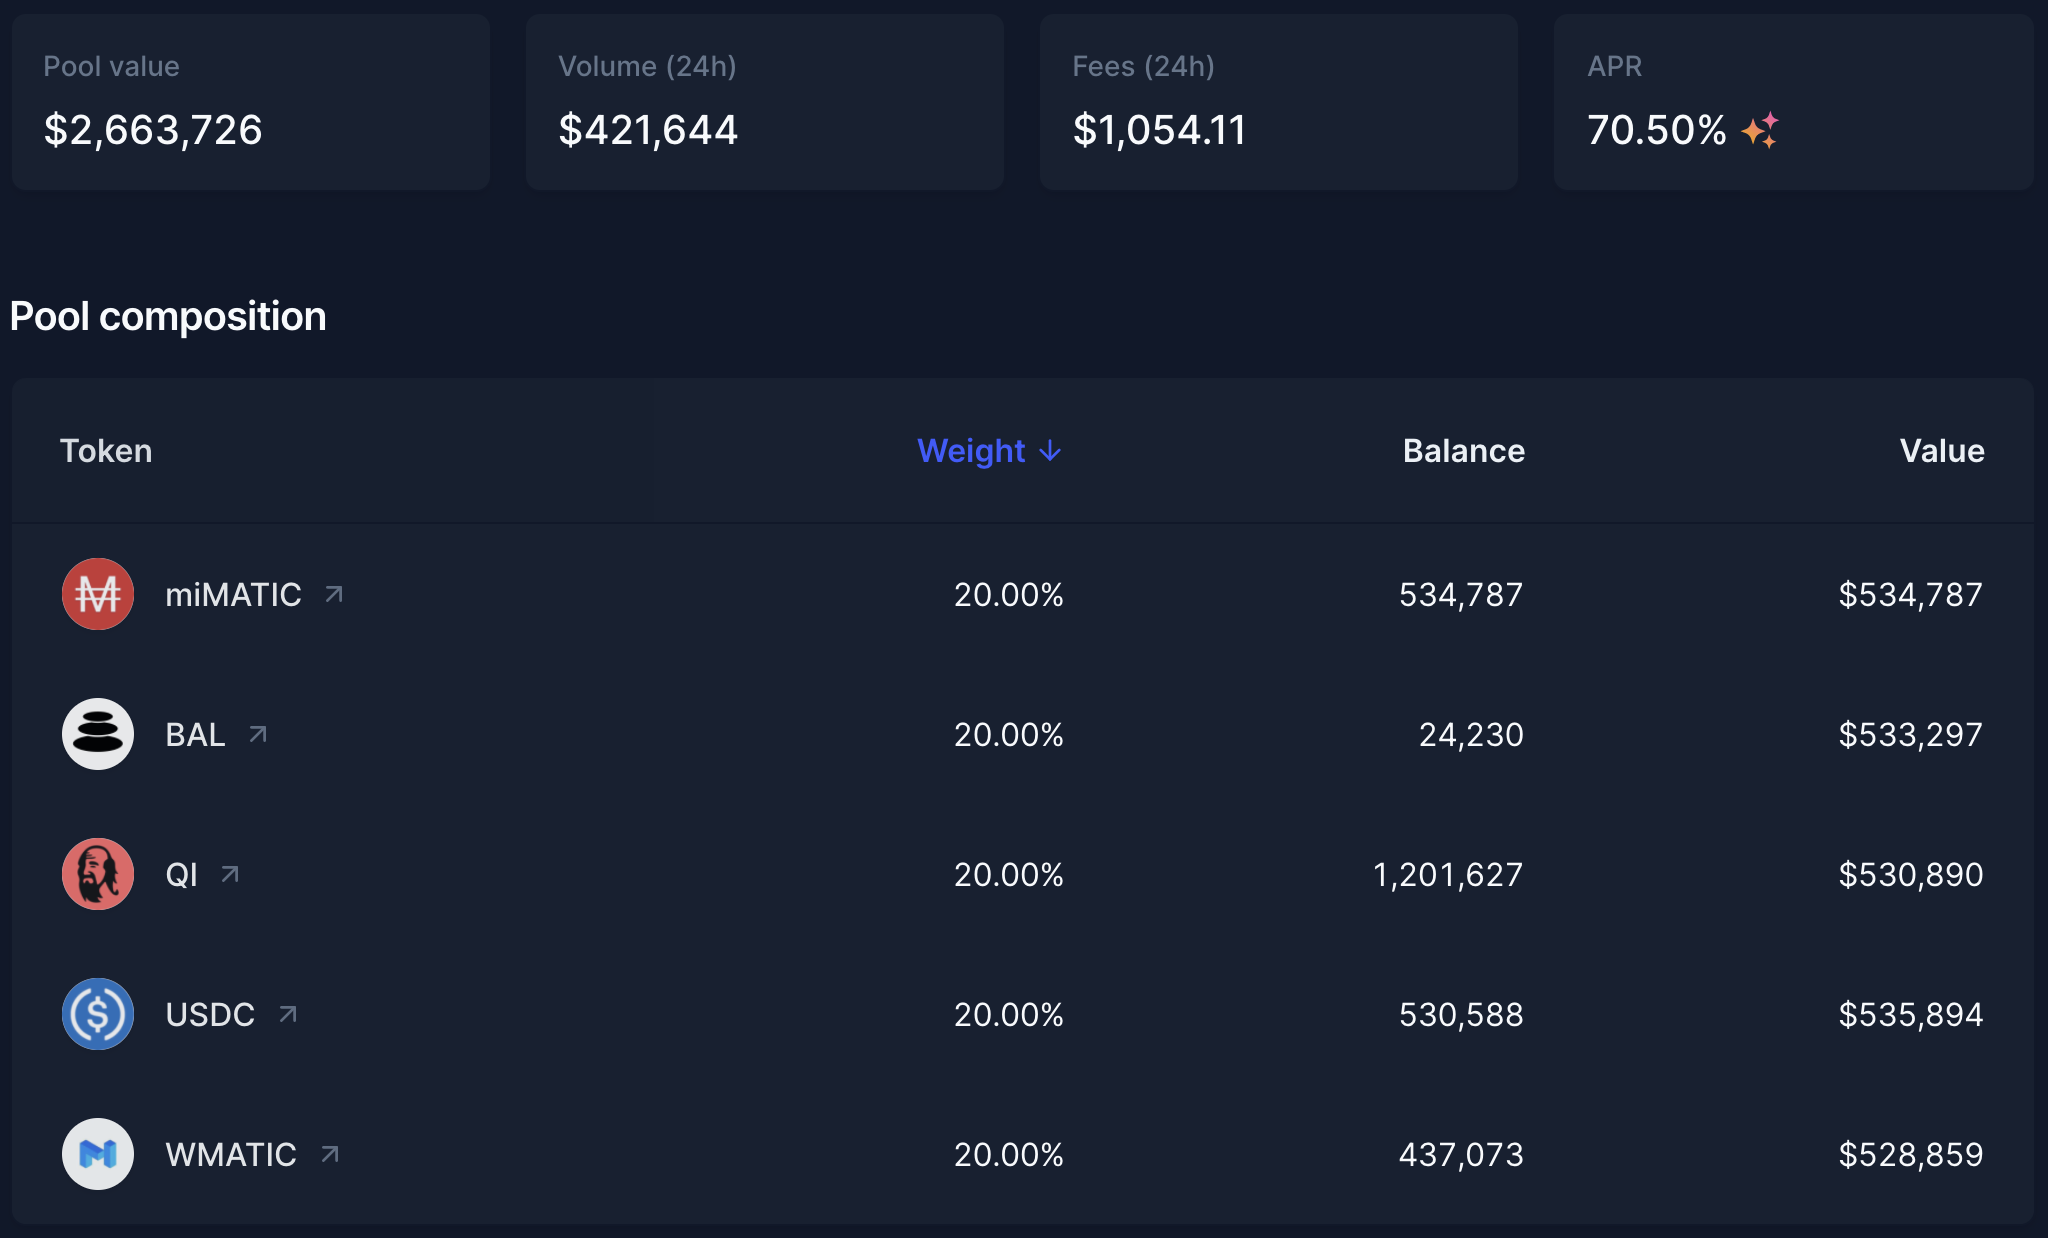 Pool value
$2,663,726
Volume (24h)
$421,644
Fees (24h)
$1,054.11
APR
70.50%
Pool composition
Token Weight ↓ Balance Value
miMATIC 20.00% 534,787 $534,787
BAL 20.00% 24,230 $533,297
QI 20.00% 1,201,627 $530,890
USDC 20.00% 530,588 $535,894
WMATIC 20.00% 437,073 $528,859